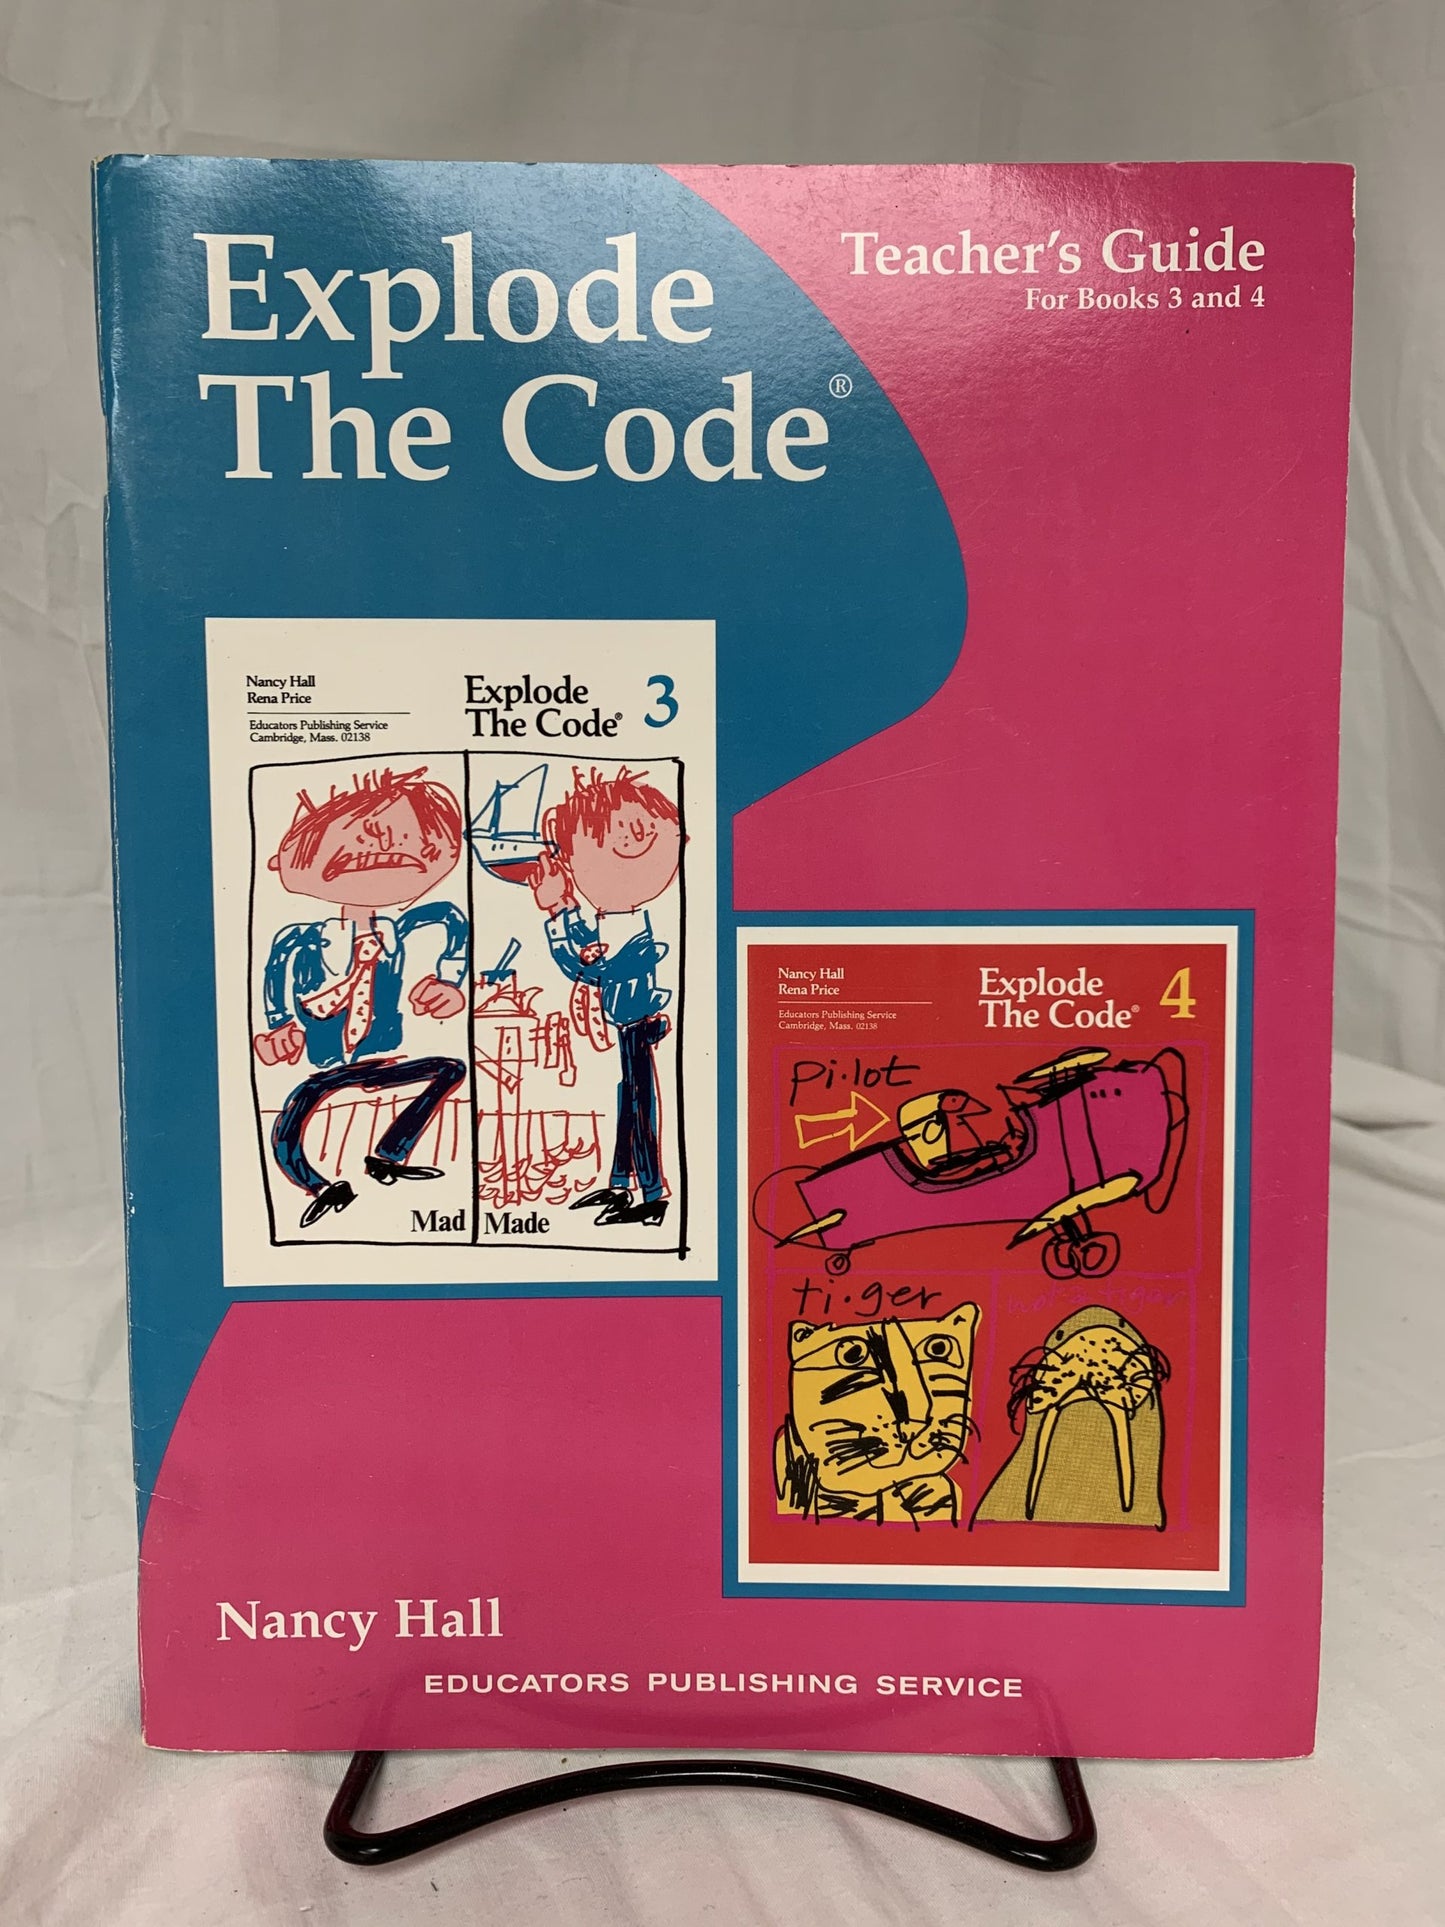 Explode
The Code®
Teacher's Guide
For Books 3 and 4
Nancy Hall
Rena Price
Educators Publishing Service
Cambridge, Mass. 02138
Explode
The Code® 3
Mad
Made
Nancy Hall
Rena Price
Educators Publishing Service
Cambridge, Mass. 02138
Explode
The Code® 4
pi·lot
ti·ger
not a tiger
Nancy Hall
EDUCATORS PUBLISHING SERVICE